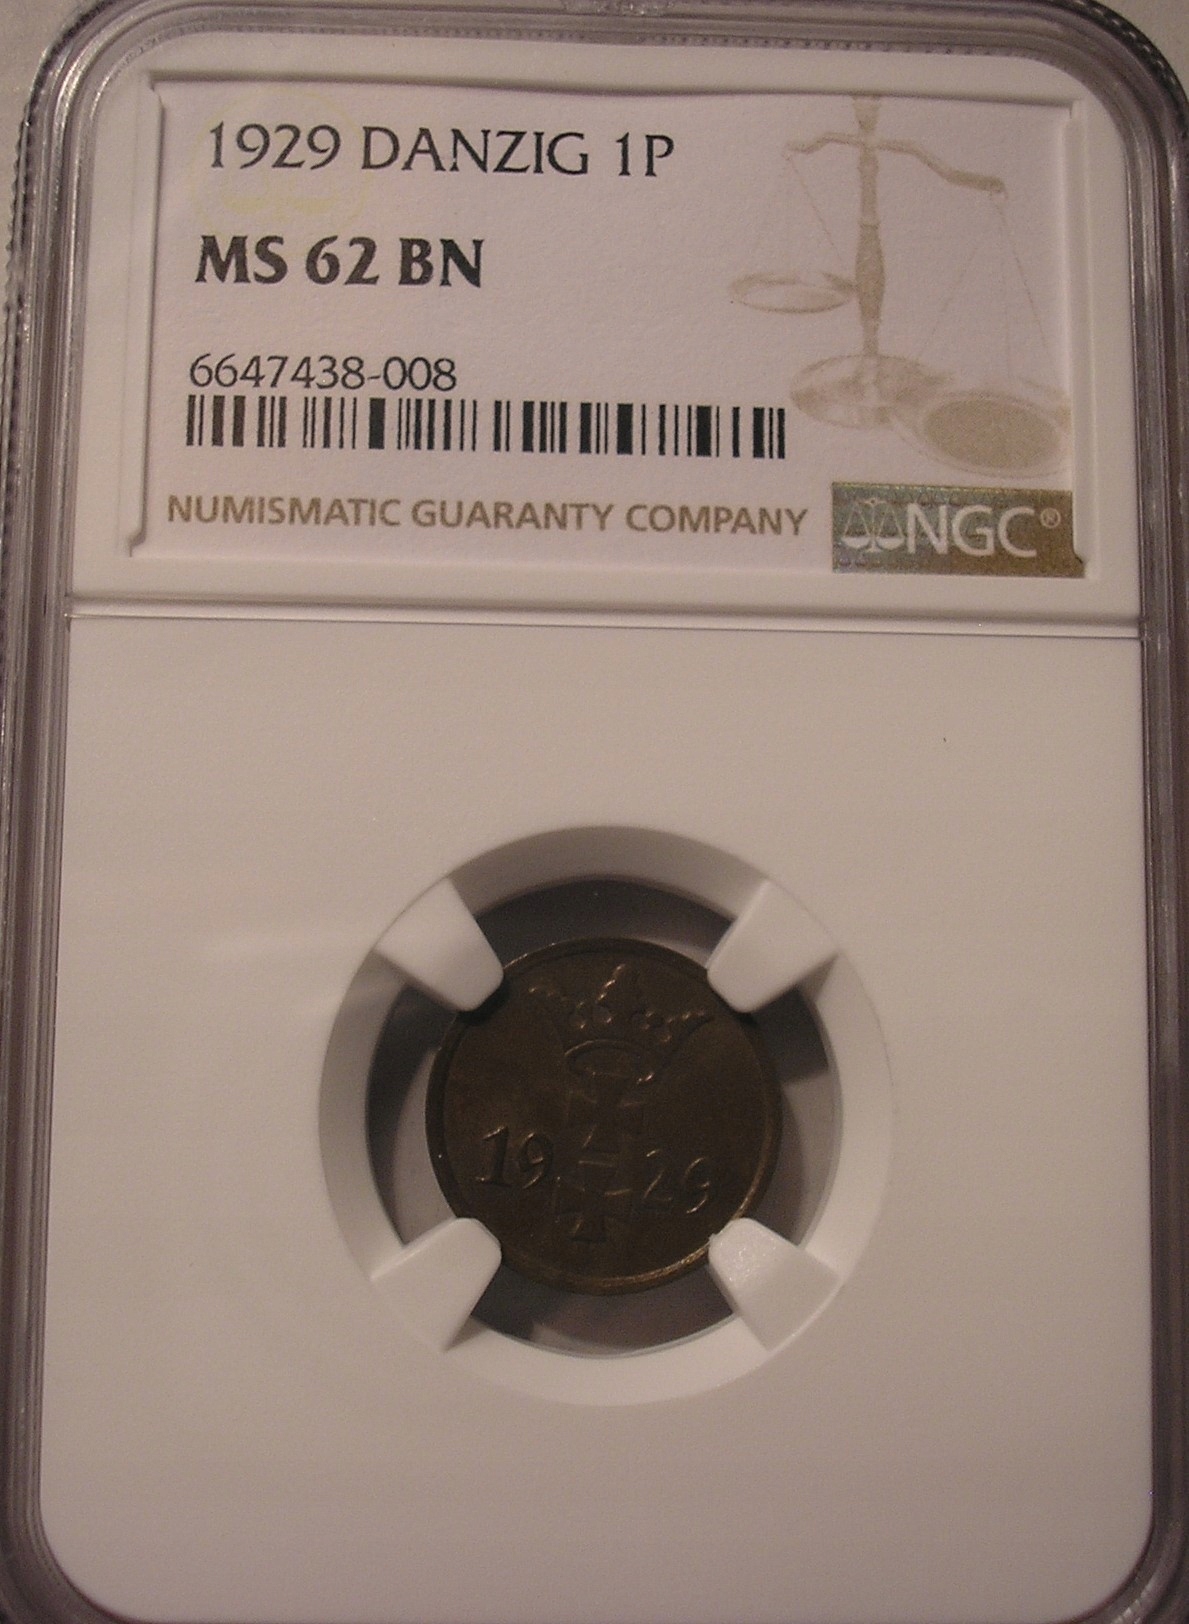 1929 DANZIG 1P
MS 62 BN
6647438-008
NUMISMATIC GUARANTY COMPANY
NGC®
19 29